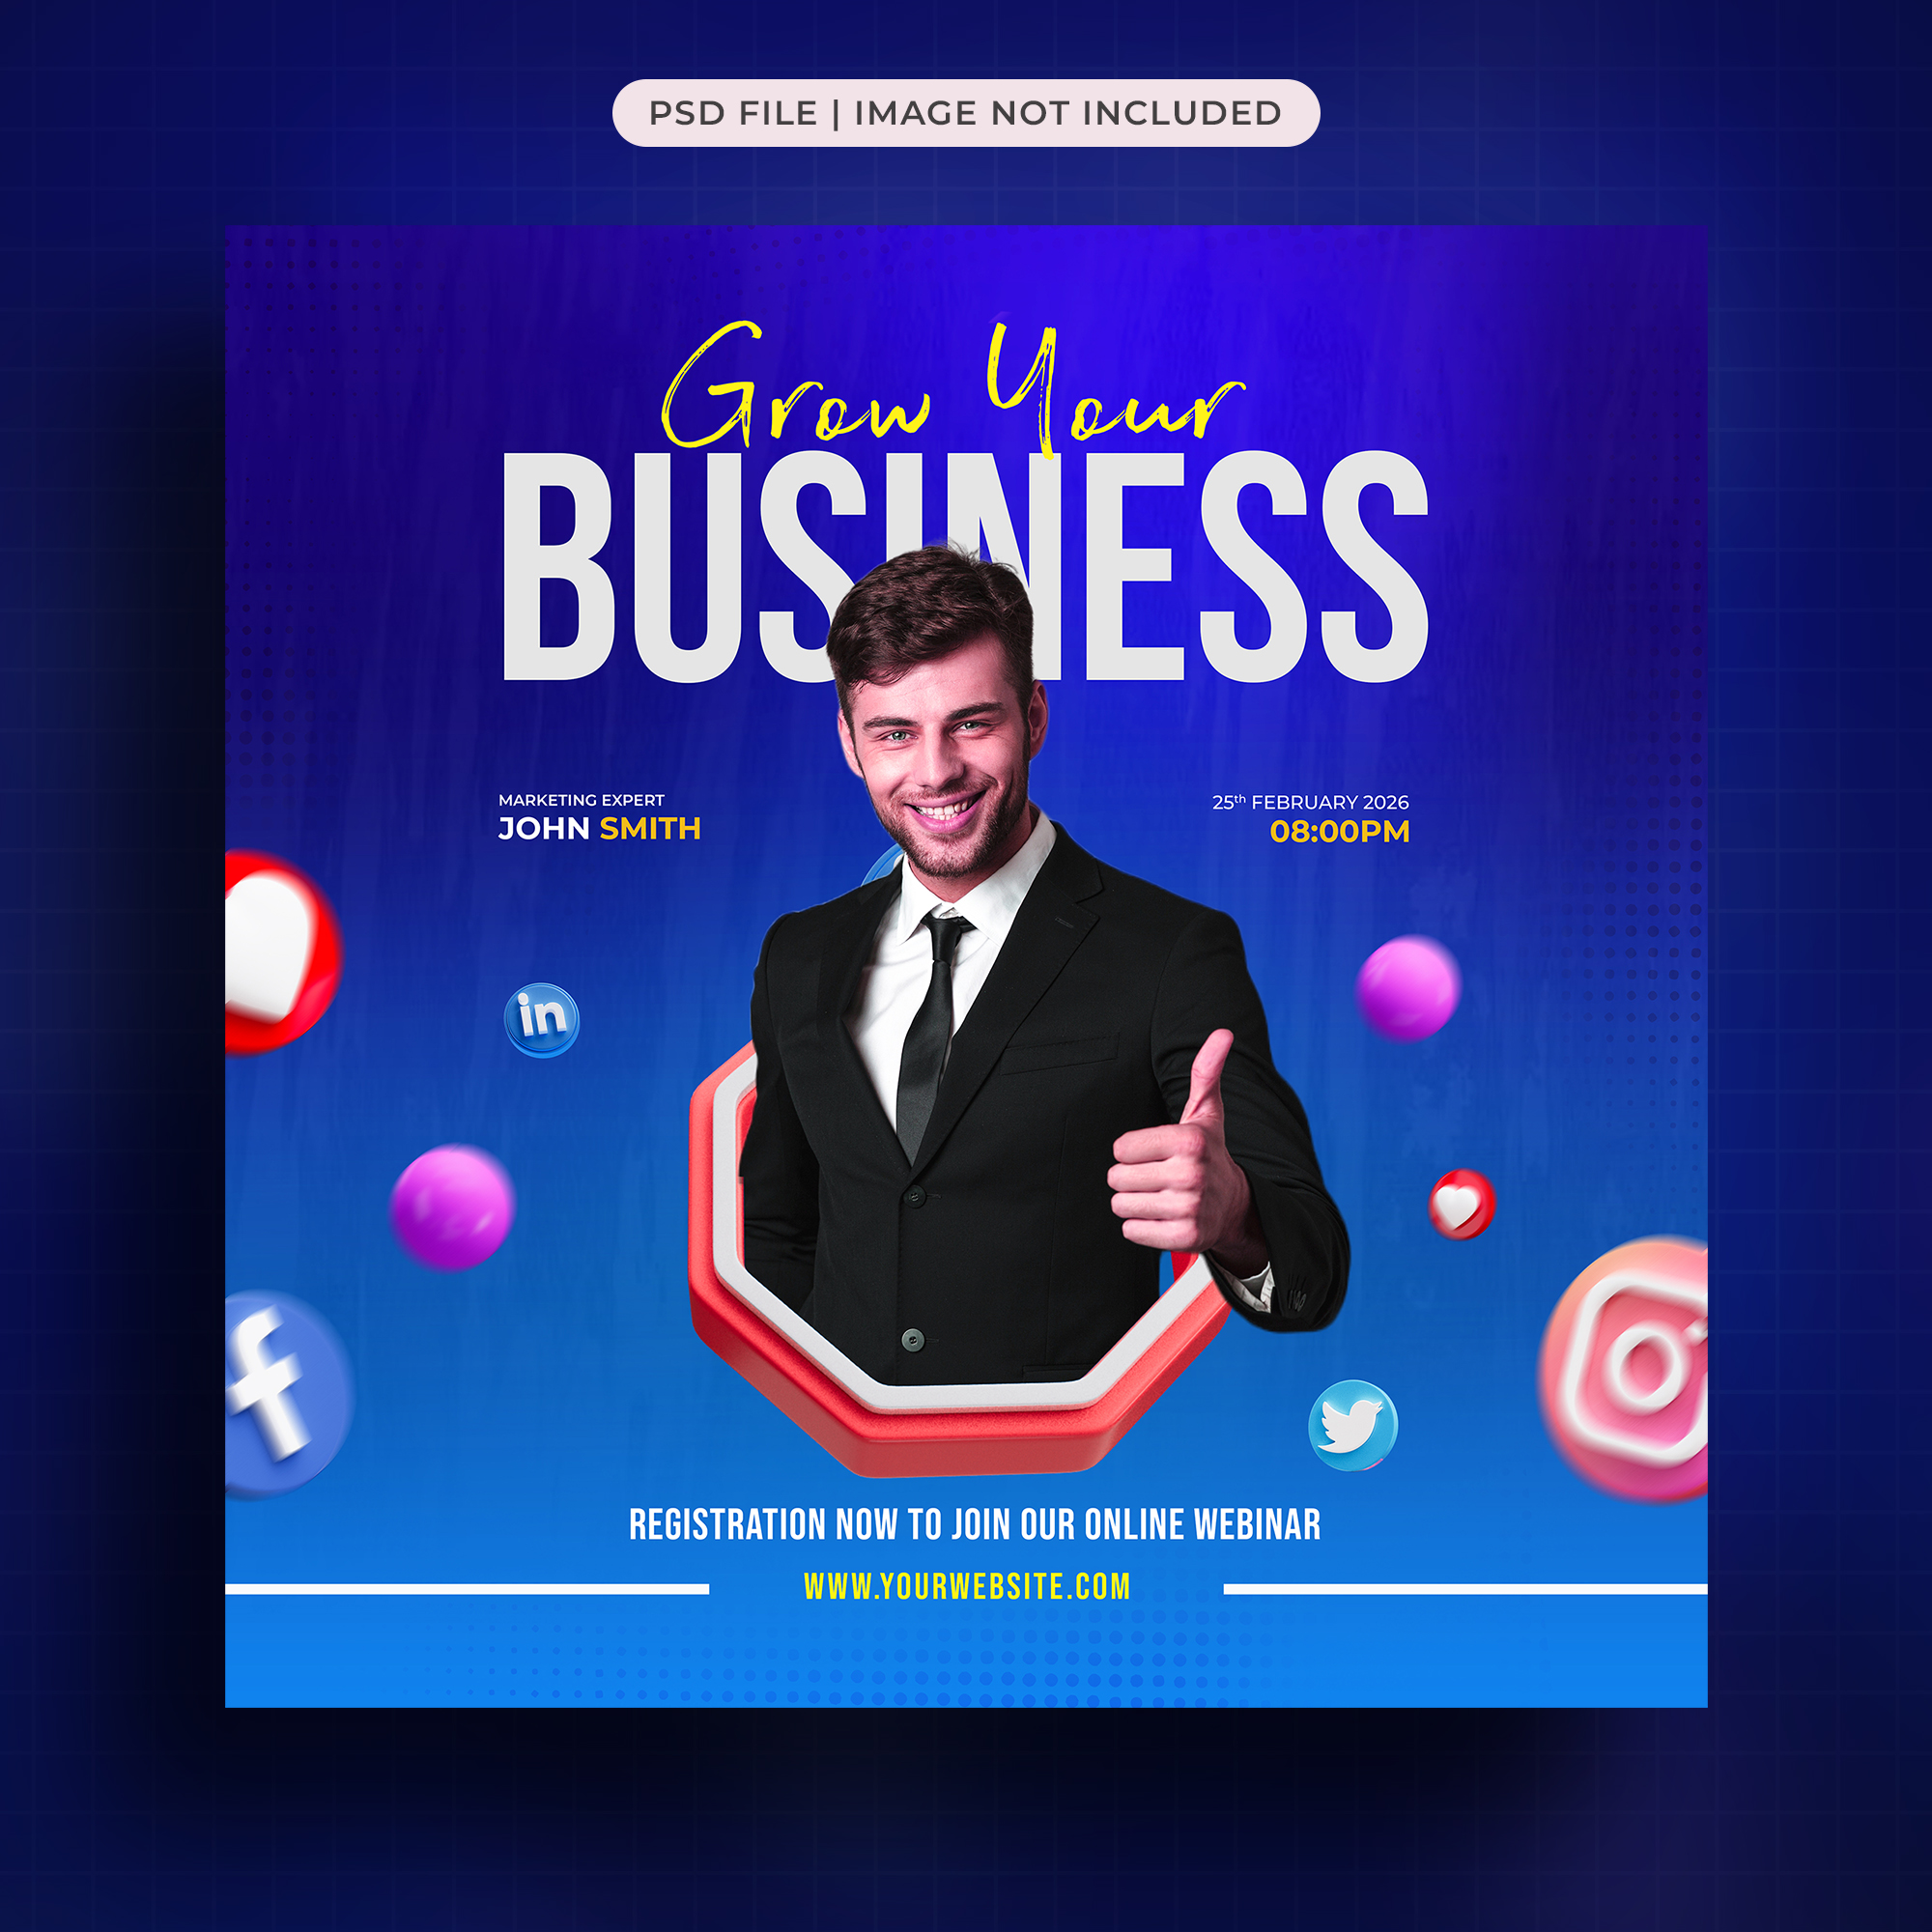 PSD FILE | IMAGE NOT INCLUDED
Grow Your
BUSINESS
MARKETING EXPERT
JOHN SMITH
25th FEBRUARY 2026
08:00PM
in
f
REGISTRATION NOW TO JOIN OUR ONLINE WEBINAR
WWW.YOURWEBSITE.COM